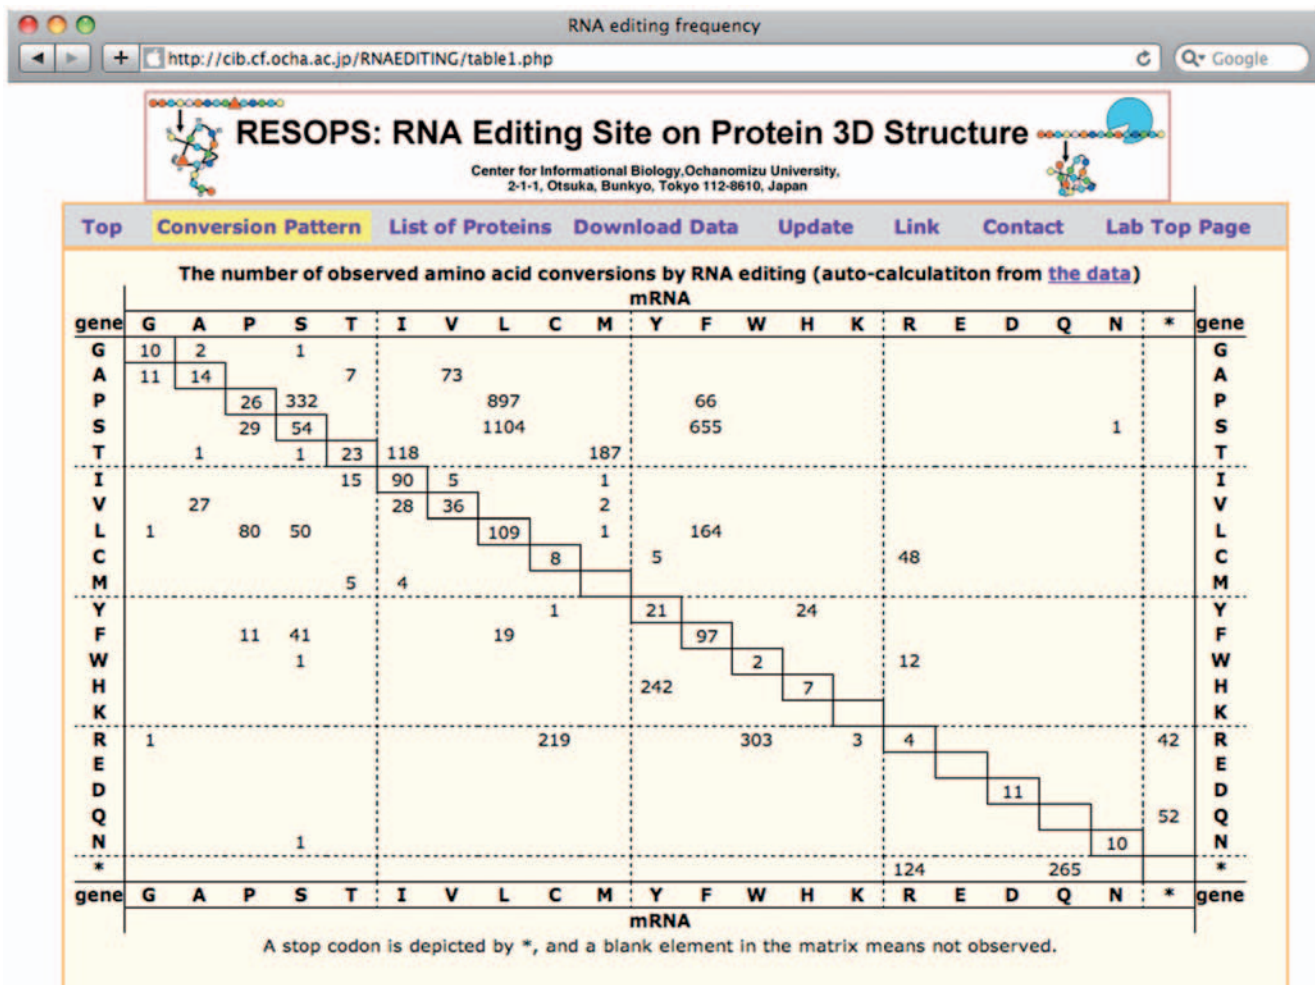 RNA editing frequency
http://cib.cf.ocha.ac.jp/RNAEDITING/table1.php
Google
RESOPS: RNA Editing Site on Protein 3D Structure
Center for Informational Biology,Ochanomizu University,
2-1-1, Otsuka, Bunkyo, Tokyo 112-8610, Japan
Top Conversion Pattern List of Proteins Download Data Update Link Contact Lab Top Page
The number of observed amino acid conversions by RNA editing (auto-calculatiton from the data)
mRNA
gene G A P S T I V L C M Y F W H K R E D Q N * gene
G 10 2 1 G
A 11 14 7 73 A
P 26 332 897 66 P
S 29 54 1104 655 1 S
T 1 1 23 118 187 T
I 15 90 5 1 I
V 27 28 36 2 V
L 1 80 50 109 1 164 L
C 8 5 48 C
M 5 4 M
Y 1 21 24 Y
F 11 41 19 97 F
W 1 2 12 W
H 242 7 H
K K
R 1 219 303 3 4 42 R
E E
D 11 D
Q 52 Q
N 1 10 N
* 124 265 *
gene G A P S T I V L C M Y F W H K R E D Q N * gene
mRNA
A stop codon is depicted by *, and a blank element in the matrix means not observed.